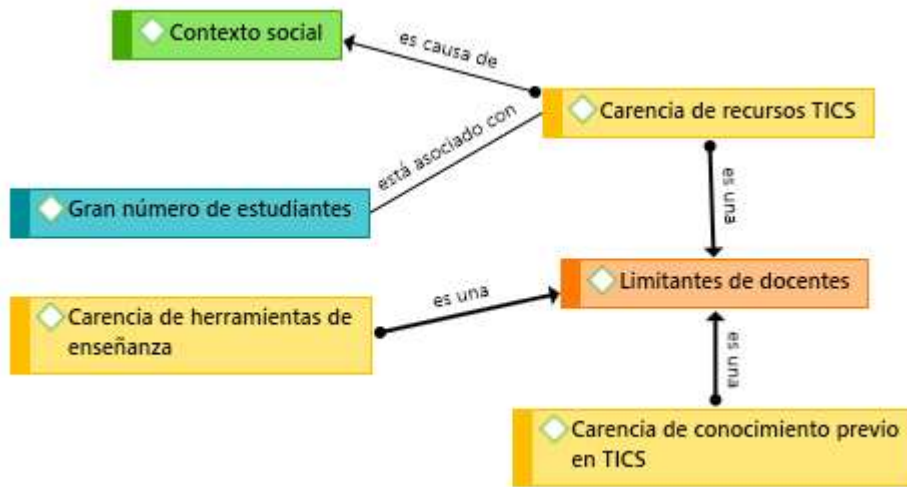 Contexto social
es causa de
Carencia de recursos TICS
está asociado con
Gran número de estudiantes
es una
Limitantes de docentes
es una
Carencia de herramientas de
enseñanza
es una
Carencia de conocimiento previo
en TICS